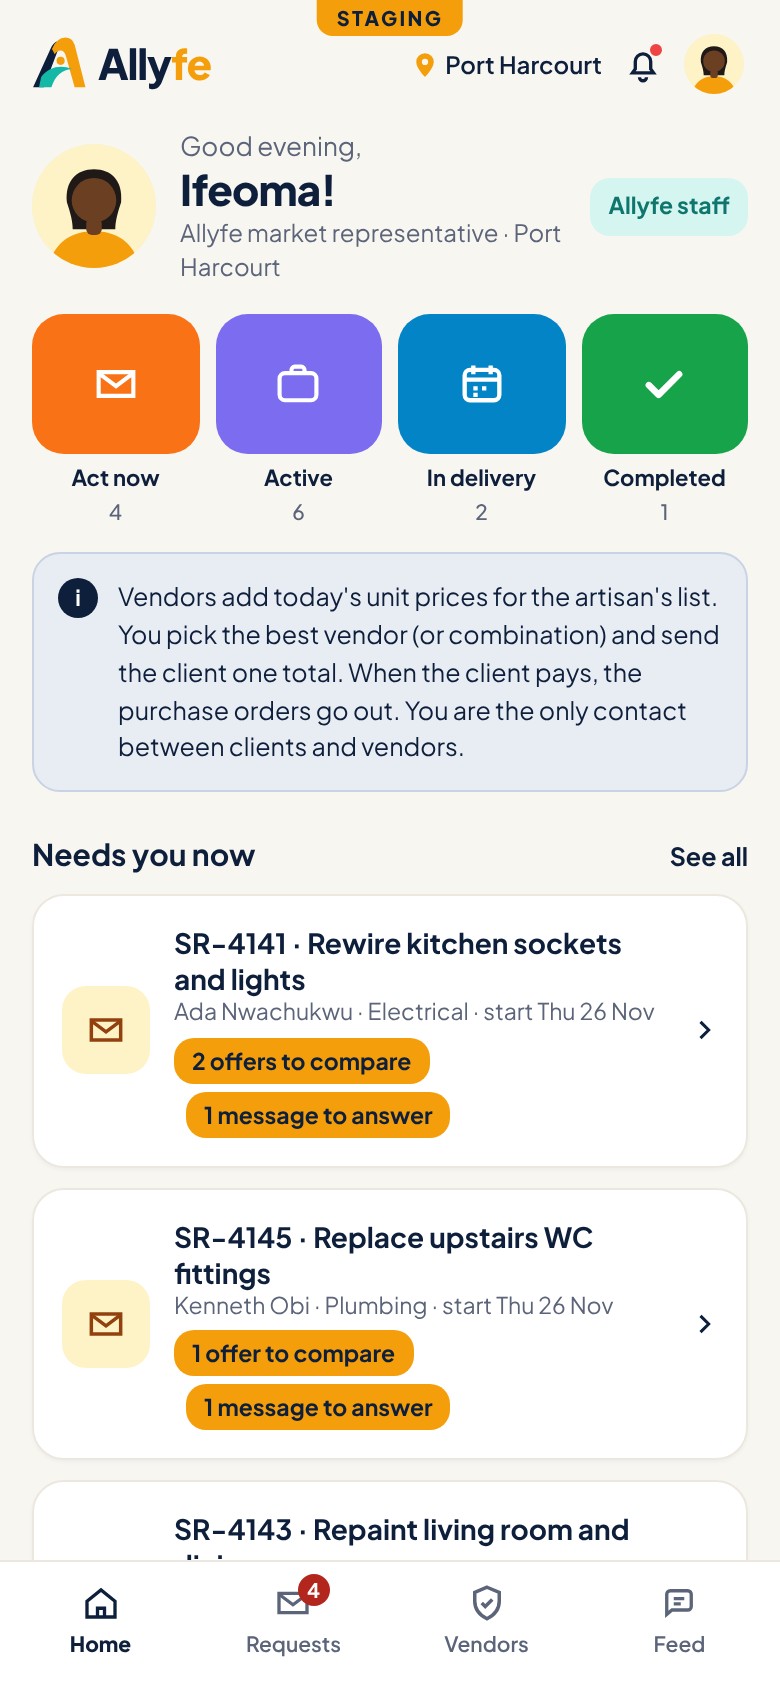 STAGING
Allyfe
Port Harcourt
Good evening,
Ifeoma!
Allyfe market representative · Port
Harcourt
Allyfe staff
Act now
4
Active
6
In delivery
2
Completed
1
i
Vendors add today's unit prices for the artisan's list.
You pick the best vendor (or combination) and send
the client one total. When the client pays, the
purchase orders go out. You are the only contact
between clients and vendors.
Needs you now
See all
SR-4141 · Rewire kitchen sockets
and lights
Ada Nwachukwu · Electrical · start Thu 26 Nov
2 offers to compare
1 message to answer
SR-4145 · Replace upstairs WC
fittings
Kenneth Obi · Plumbing · start Thu 26 Nov
1 offer to compare
1 message to answer
SR-4143 · Repaint living room and
4
Home
Requests
Vendors
Feed